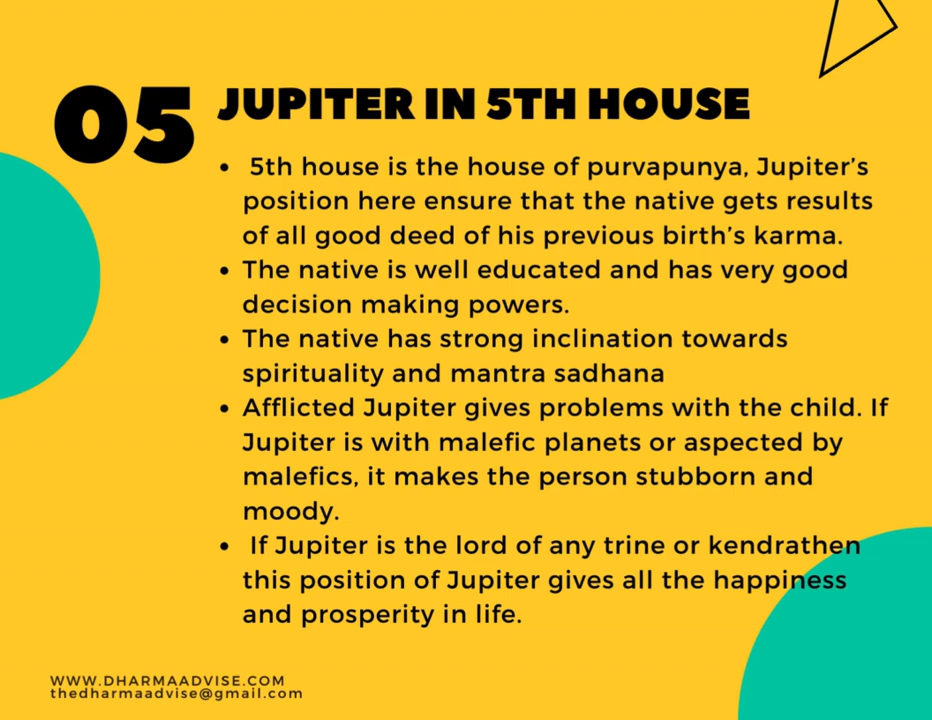 05
JUPITER IN 5TH HOUSE
• 5th house is the house of purvapunya, Jupiter's
position here ensure that the native gets results
of all good deed of his previous birth's karma.
• The native is well educated and has very good
decision making powers.
• The native has strong inclination towards
spirituality and mantra sadhana
• Afflicted Jupiter gives problems with the child. If
Jupiter is with malefic planets or aspected by
malefics, it makes the person stubborn and
moody.
• If Jupiter is the lord of any trine or kendrathen
this position of Jupiter gives all the happiness
and prosperity in life.
WWW.DHARMAADVISE.COM
thedharmaadvise@gmail.com